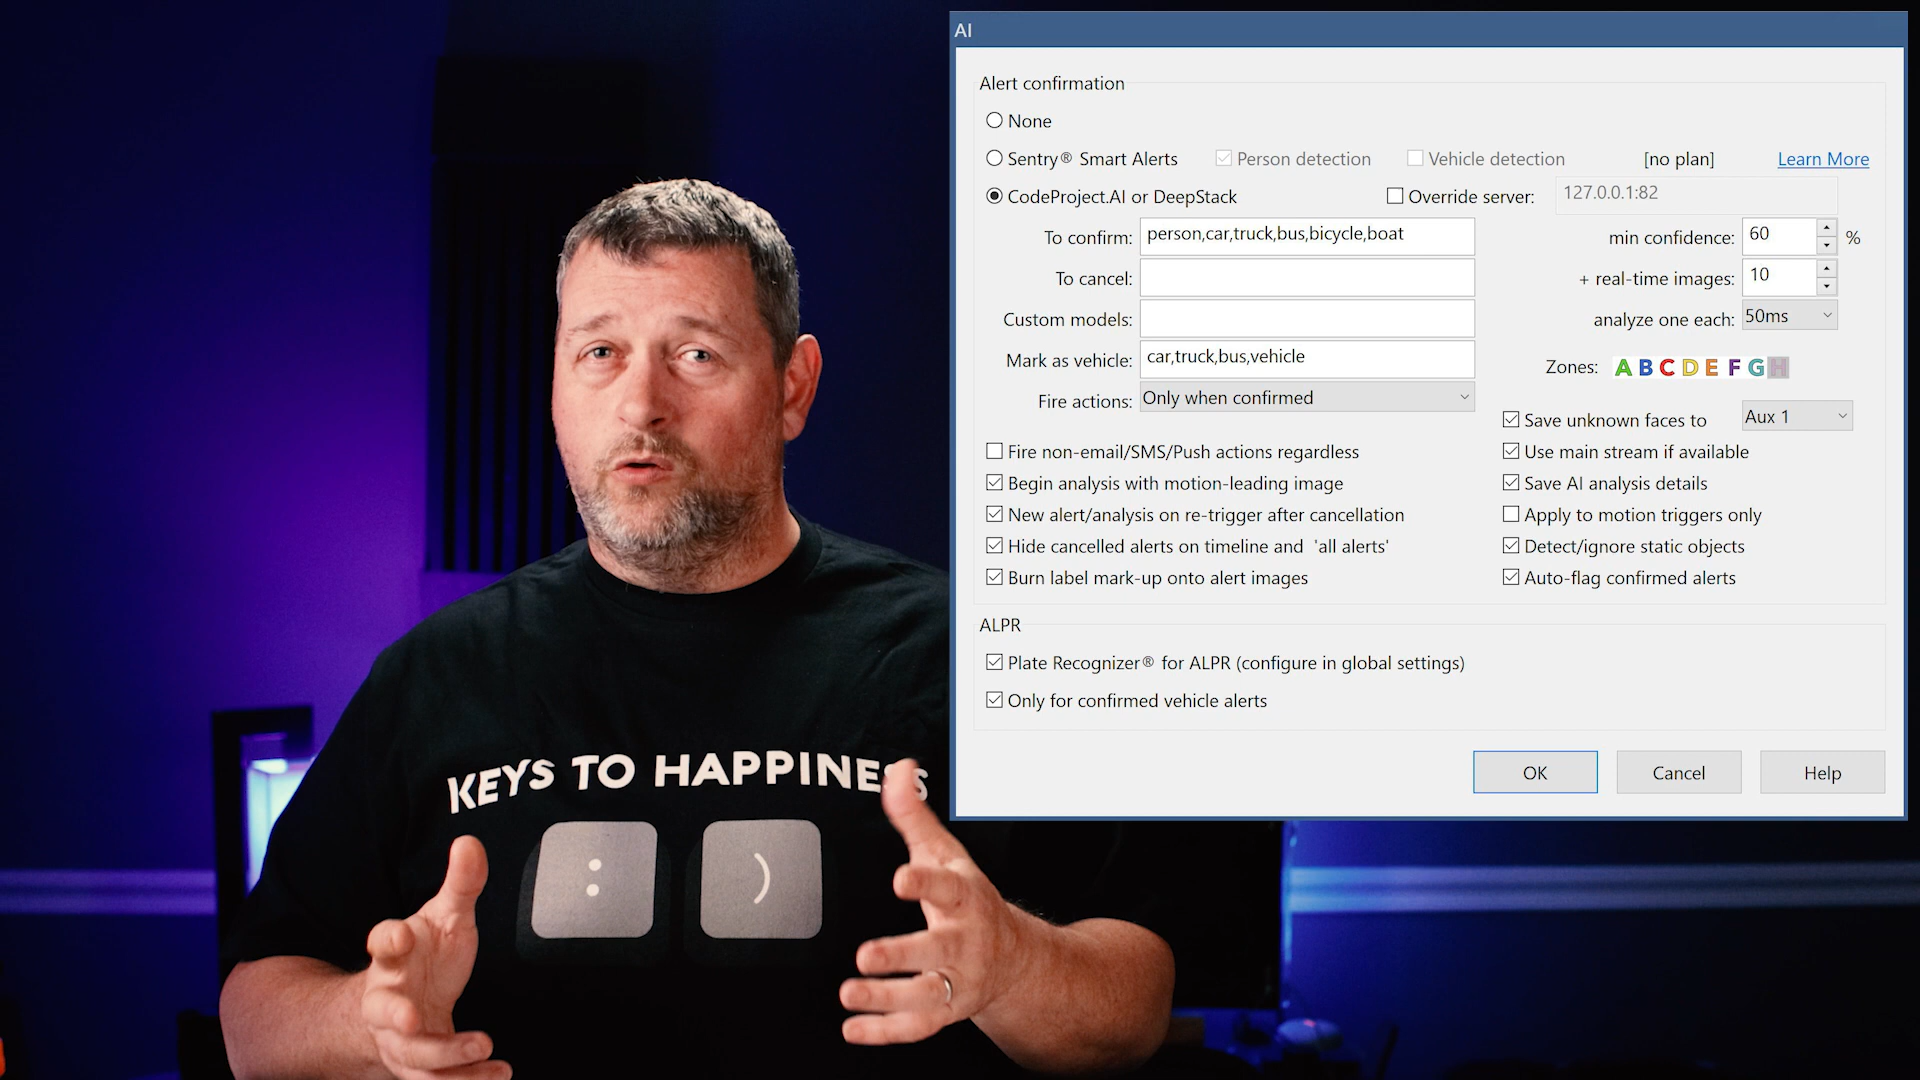 AI
Alert confirmation
None
Sentry® Smart Alerts Person detection Vehicle detection [no plan] Learn More
CodeProject.AI or DeepStack Override server: 127.0.0.1:82
To confirm: person,car,truck,bus,bicycle,boat min confidence: 60 %
To cancel: + real-time images: 10
Custom models: analyze one each: 50ms
Mark as vehicle: car,truck,bus,vehicle Zones: A B C D E F G H
Fire actions: Only when confirmed
Save unknown faces to Aux 1
Fire non-email/SMS/Push actions regardless Use main stream if available
Begin analysis with motion-leading image Save AI analysis details
New alert/analysis on re-trigger after cancellation Apply to motion triggers only
Hide cancelled alerts on timeline and 'all alerts' Detect/ignore static objects
Burn label mark-up onto alert images Auto-flag confirmed alerts
ALPR
Plate Recognizer® for ALPR (configure in global settings)
Only for confirmed vehicle alerts
OK Cancel Help
KEYS TO HAPPINESS
: )